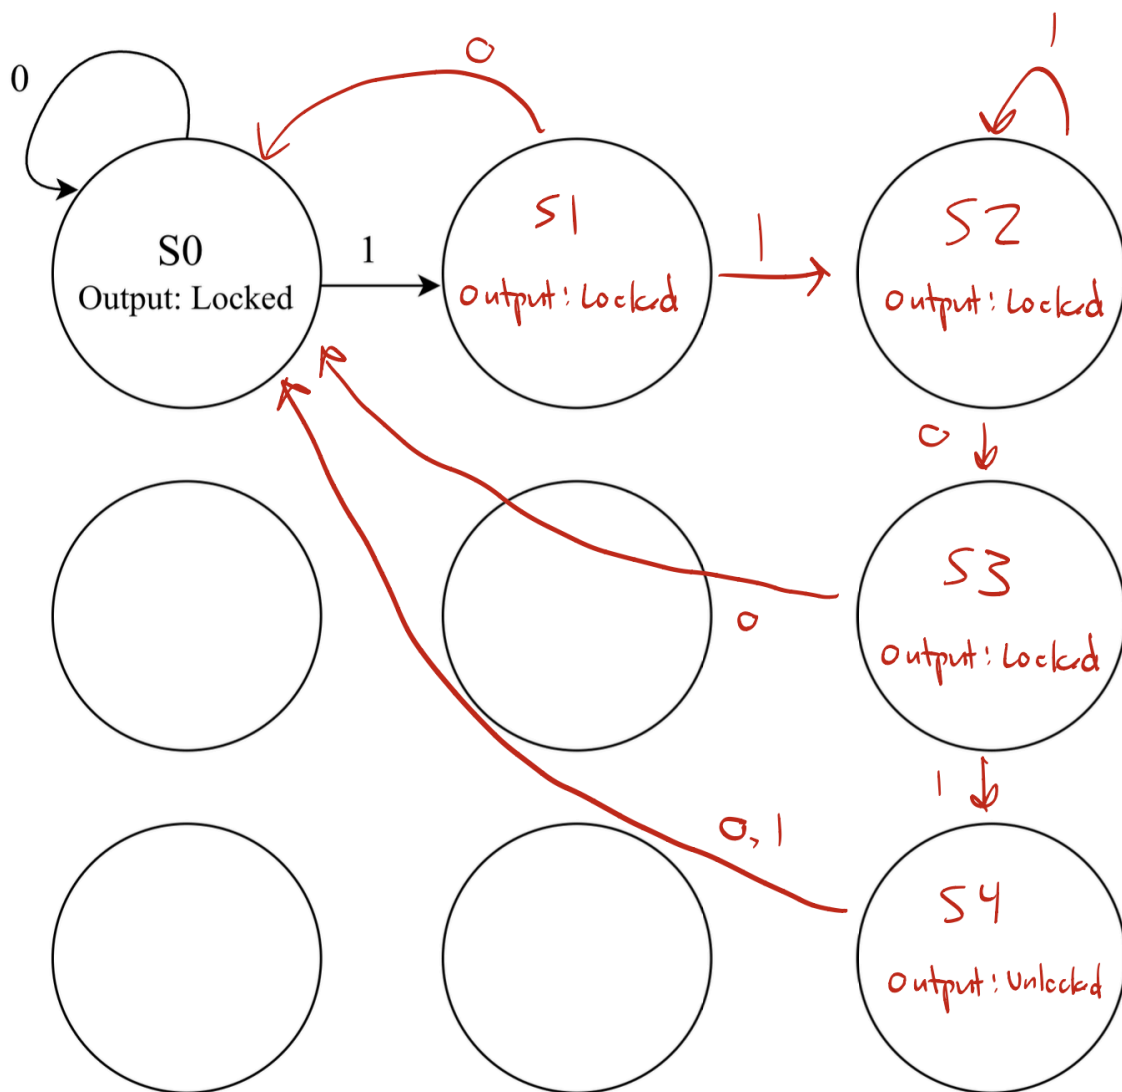 0
1
0
S0
Output: Locked
1
S1
Output: Locked
1
S2
Output: Locked
0
S3
Output: Locked
0
1
0, 1
S4
Output: Unlocked